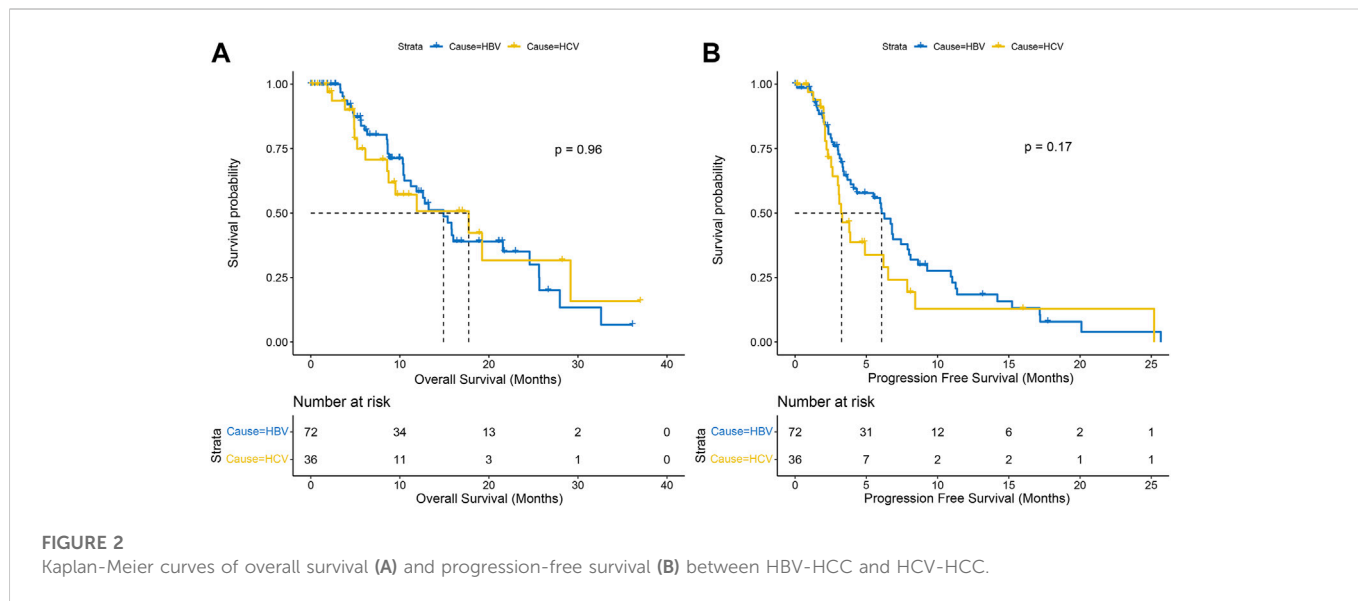 A
Strata Cause=HBV Cause=HCV
1.00
0.75
0.50
0.25
0.00
Survival probability
p = 0.96
0 10 20 30 40
Overall Survival (Months)
Number at risk
Strata
Cause=HBV 72 34 13 2 0
Cause=HCV 36 11 3 1 0
0 10 20 30 40
Overall Survival (Months)
B
Strata Cause=HBV Cause=HCV
1.00
0.75
0.50
0.25
0.00
Survival probability
p = 0.17
0 5 10 15 20 25
Progression Free Survival (Months)
Number at risk
Strata
Cause=HBV 72 31 12 6 2 1
Cause=HCV 36 7 2 2 1 1
0 5 10 15 20 25
Progression Free Survival (Months)
FIGURE 2
Kaplan-Meier curves of overall survival (A) and progression-free survival (B) between HBV-HCC and HCV-HCC.